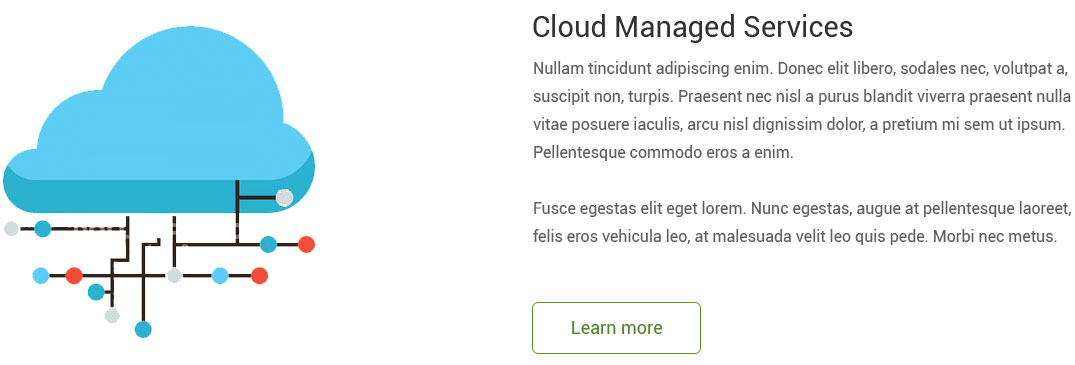 Cloud Managed Services
Nullam tincidunt adipiscing enim. Donec elit libero, sodales nec, volutpat a,
suscipit non, turpis. Praesent nec nisl a purus blandit viverra praesent nulla
vitae posuere iaculis, arcu nisl dignissim dolor, a pretium mi sem ut ipsum.
Pellentesque commodo eros a enim.
Fusce egestas elit eget lorem. Nunc egestas, augue at pellentesque laoreet,
felis eros vehicula leo, at malesuada velit leo quis pede. Morbi nec metus.
Learn more